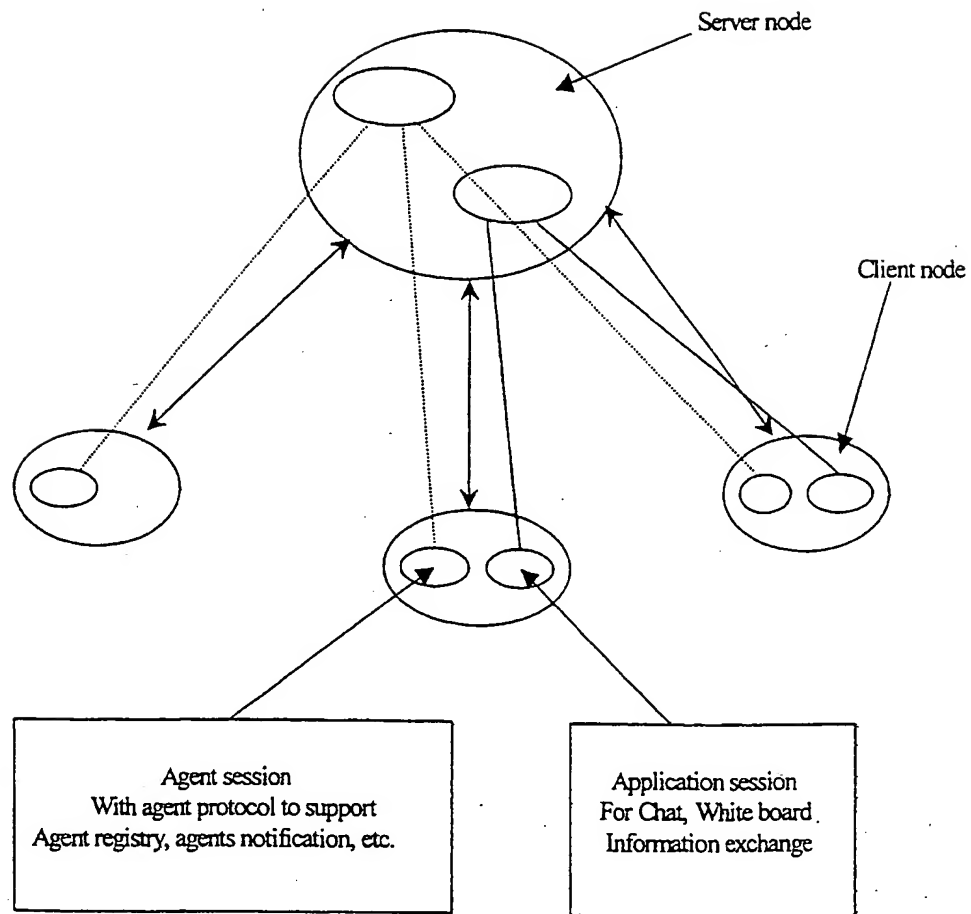 Server node
Client node
Agent session
With agent protocol to support
Agent registry, agents notification, etc.
Application session
For Chat, White board
Information exchange